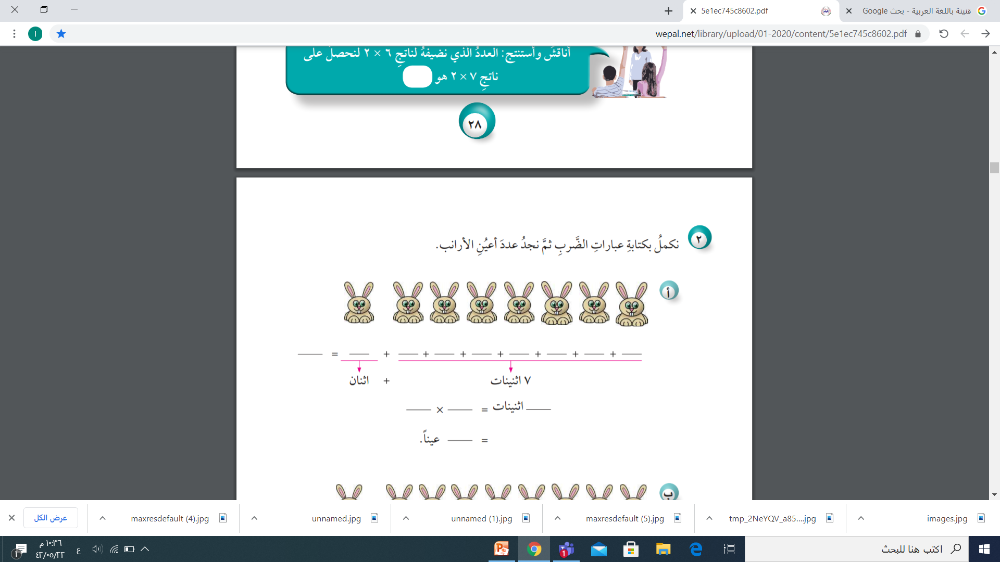 قنينة باللغة العربية - بحث Google
5e1ec745c8602.pdf
wepal.net/library/upload/01-2020/content/5e1ec745c8602.pdf
أناقشُ وأستنتج: العددُ الذي نضيفهُ لناتجِ ٦ × ٢ لنحصلَ على
ناتجِ ٧ × ٢ هو
٢٨
٢ نكملُ بكتابةِ عباراتِ الضَّربِ ثمَّ نجدُ عددَ أعيُنِ الأرانب.
أ
___ + ___ + ___ + ___ + ___ + ___ + ___ + ___ = ___
٧ اثنينات + اثنان
___ اثنينات = ___ × ___
= ___ عيناً.
ب
images.jpg
tmp_2NeYQV_a85....jpg
maxresdefault (5).jpg
unnamed (1).jpg
unnamed.jpg
maxresdefault (4).jpg
عرض الكل
اكتب هنا للبحث
1
ع
١٠:٣٦ م
٤٢/٠٥/٢٢
١